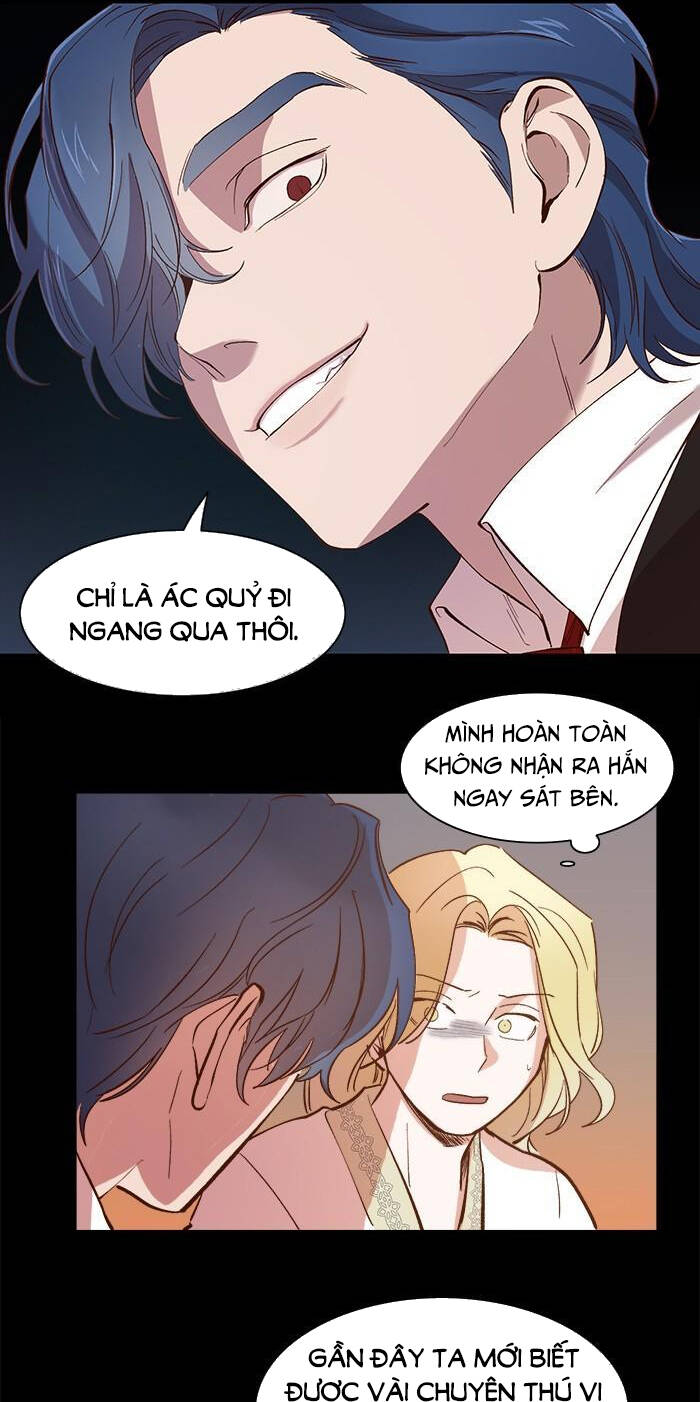 CHỈ LÀ ÁC QUỶ ĐI
NGANG QUA THÔI.
MÌNH HOÀN TOÀN
KHÔNG NHẬN RA HẮN
NGAY SÁT BÊN.
GẦN ĐÂY TA MỚI BIẾT
ĐƯỢC VÀI CHUYỆN THÚ VỊ